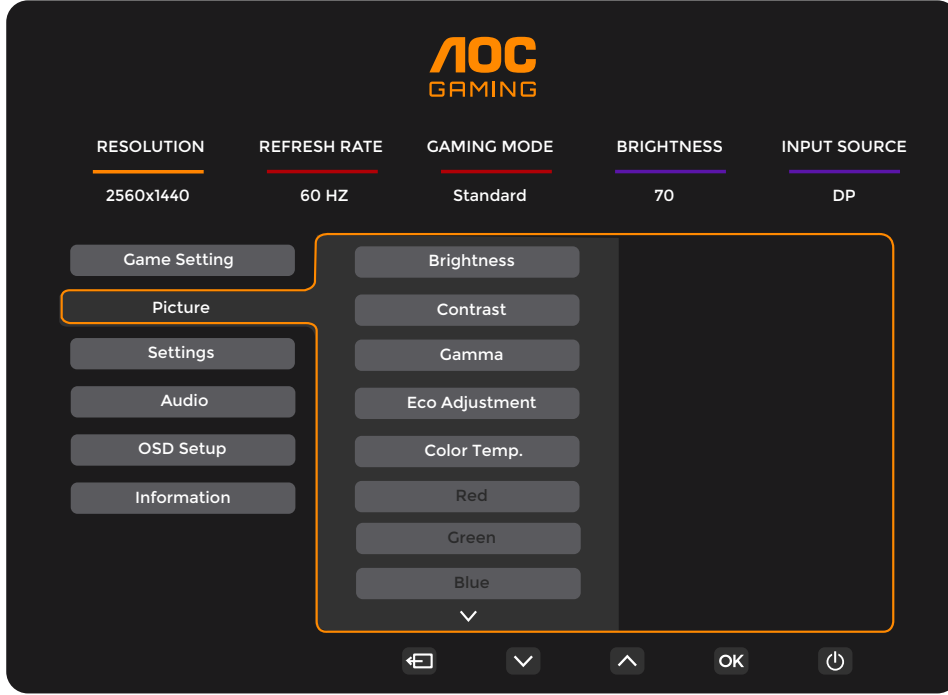 AOC
GAMING
RESOLUTION REFRESH RATE GAMING MODE BRIGHTNESS INPUT SOURCE
2560x1440 60 HZ Standard 70 DP
Game Setting
Picture
Settings
Audio
OSD Setup
Information
Brightness
Contrast
Gamma
Eco Adjustment
Color Temp.
Red
Green
Blue
OK